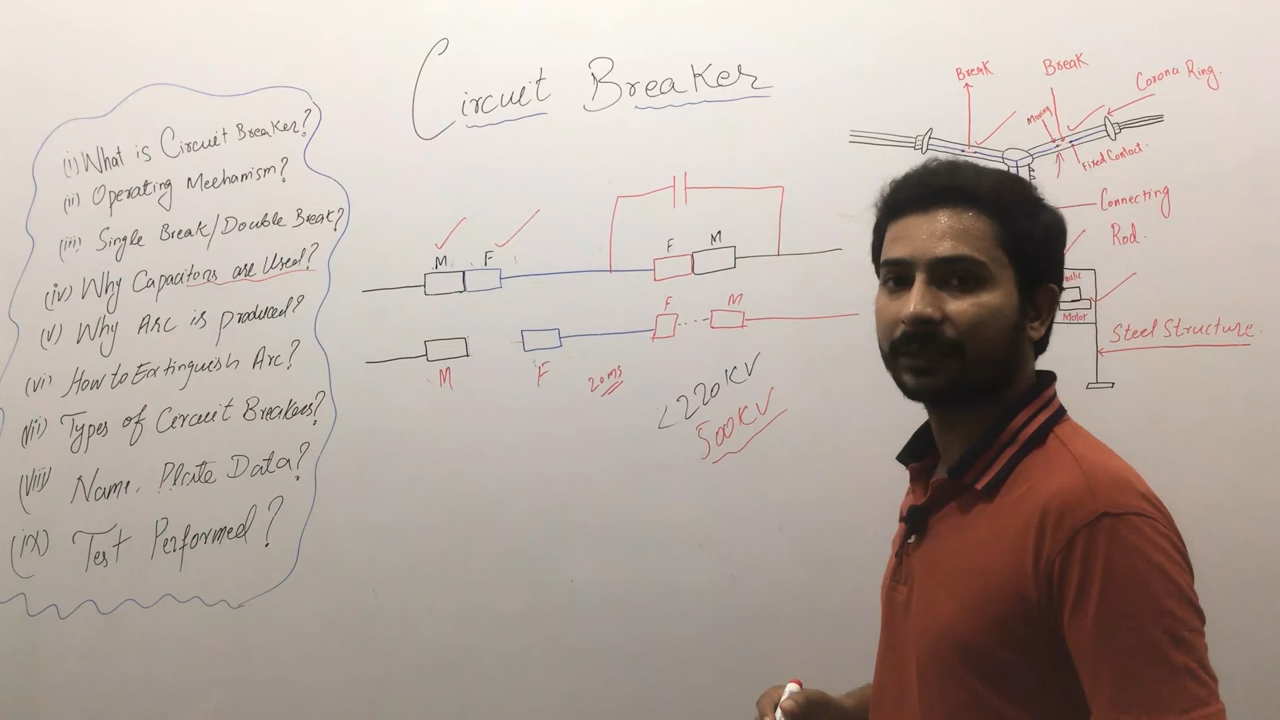 Circuit Breaker
(i) What is Circuit Breaker?
(ii) Operating Mechanism?
(iii) Single Break/Double Break?
(iv) Why Capacitors are Used?
(v) Why Arc is produced?
(vi) How to Extinguish Arc?
(vii) Types of Circuit Breakers?
(viii) Name Plate Data?
(ix) Test Performed?
M F
F M
M F
F M
20ms
<220KV
500KV
Break
Break
Corona Ring.
Moving
Fixed Contact.
Connecting
Rod.
Motor
Steel Structure.